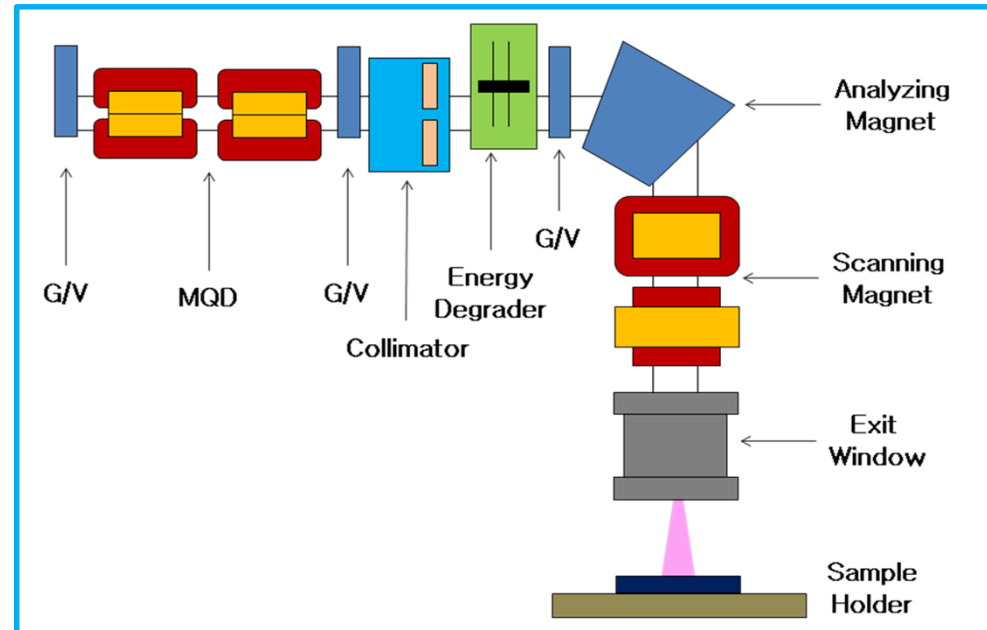 Analyzing
Magnet
G/V
MQD
G/V
Collimator
Energy
Degrader
G/V
Scanning
Magnet
Exit
Window
Sample
Holder